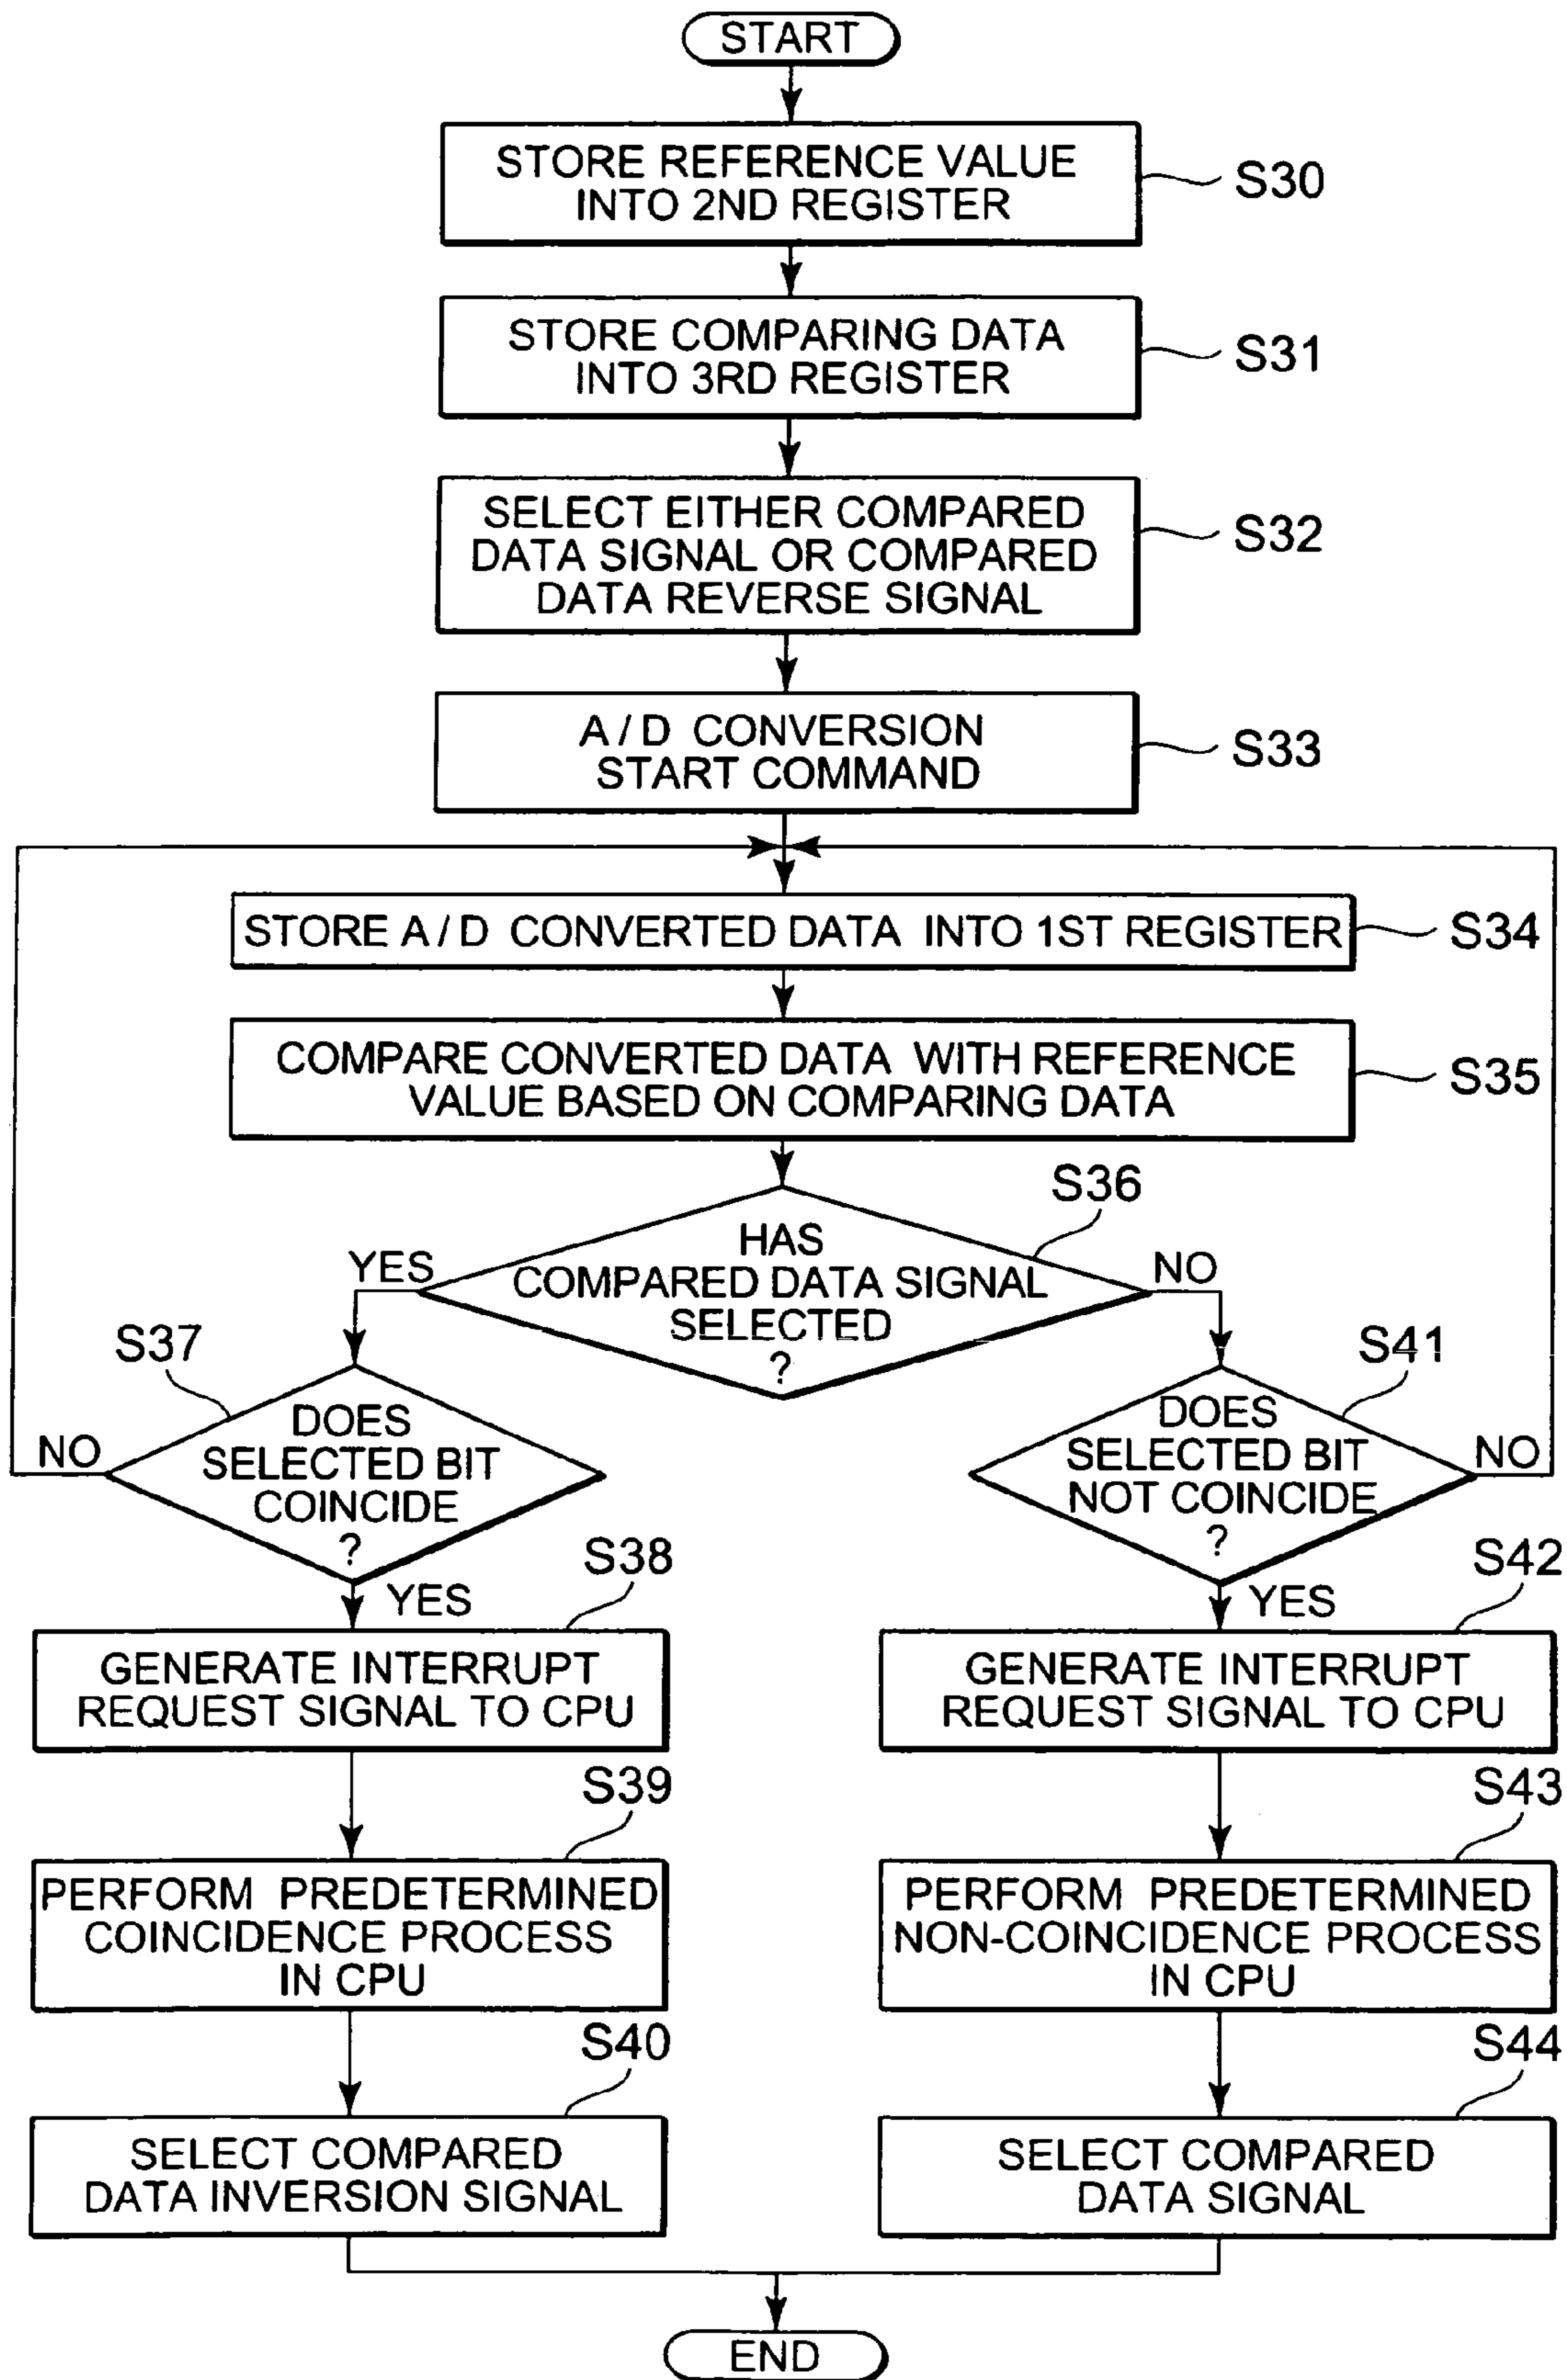 START
STORE REFERENCE VALUE
INTO 2ND REGISTER
S30
STORE COMPARING DATA
INTO 3RD REGISTER
S31
SELECT EITHER COMPARED
DATA SIGNAL OR COMPARED
DATA REVERSE SIGNAL
S32
A / D CONVERSION
START COMMAND
S33
STORE A / D CONVERTED DATA INTO 1ST REGISTER
S34
COMPARE CONVERTED DATA WITH REFERENCE
VALUE BASED ON COMPARING DATA
S35
S36
HAS
COMPARED DATA SIGNAL
SELECTED
?
YES
NO
S37
DOES
SELECTED BIT
COINCIDE
?
NO
YES
S38
GENERATE INTERRUPT
REQUEST SIGNAL TO CPU
S39
PERFORM PREDETERMINED
COINCIDENCE PROCESS
IN CPU
S40
SELECT COMPARED
DATA INVERSION SIGNAL
S41
DOES
SELECTED BIT
NOT COINCIDE
?
NO
YES
S42
GENERATE INTERRUPT
REQUEST SIGNAL TO CPU
S43
PERFORM PREDETERMINED
NON-COINCIDENCE PROCESS
IN CPU
S44
SELECT COMPARED
DATA SIGNAL
END